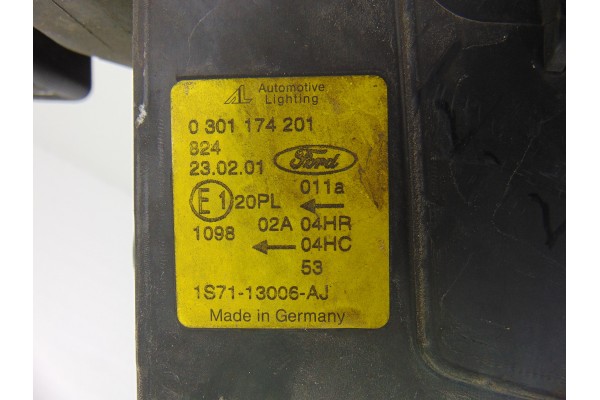 AL Automotive
Lighting
0 301 174 201
824
23.02.01 Ford
011a
E1 20PL ←
1098 02A 04HR
← 04HC
53
1S71-13006-AJ
Made in Germany